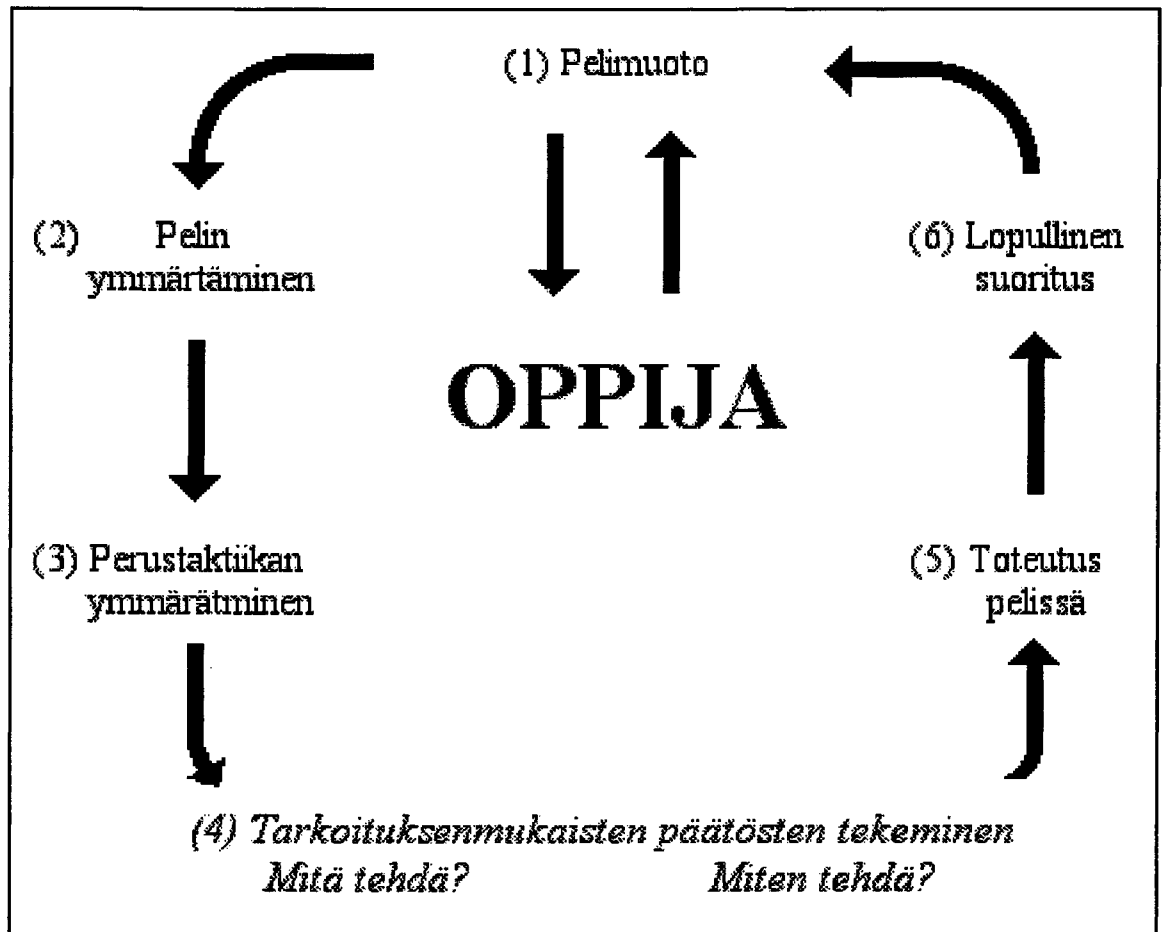 (1) Pelimuoto
(2) Pelin
ymmärtäminen
(6) Lopullinen
suoritus
OPPIJA
(3) Perustaktiikan
ymmärätminen
(5) Toteutus
pelissä
(4) Tarkoituksenmukaisten päätösten tekeminen
Mitä tehdä? Miten tehdä?